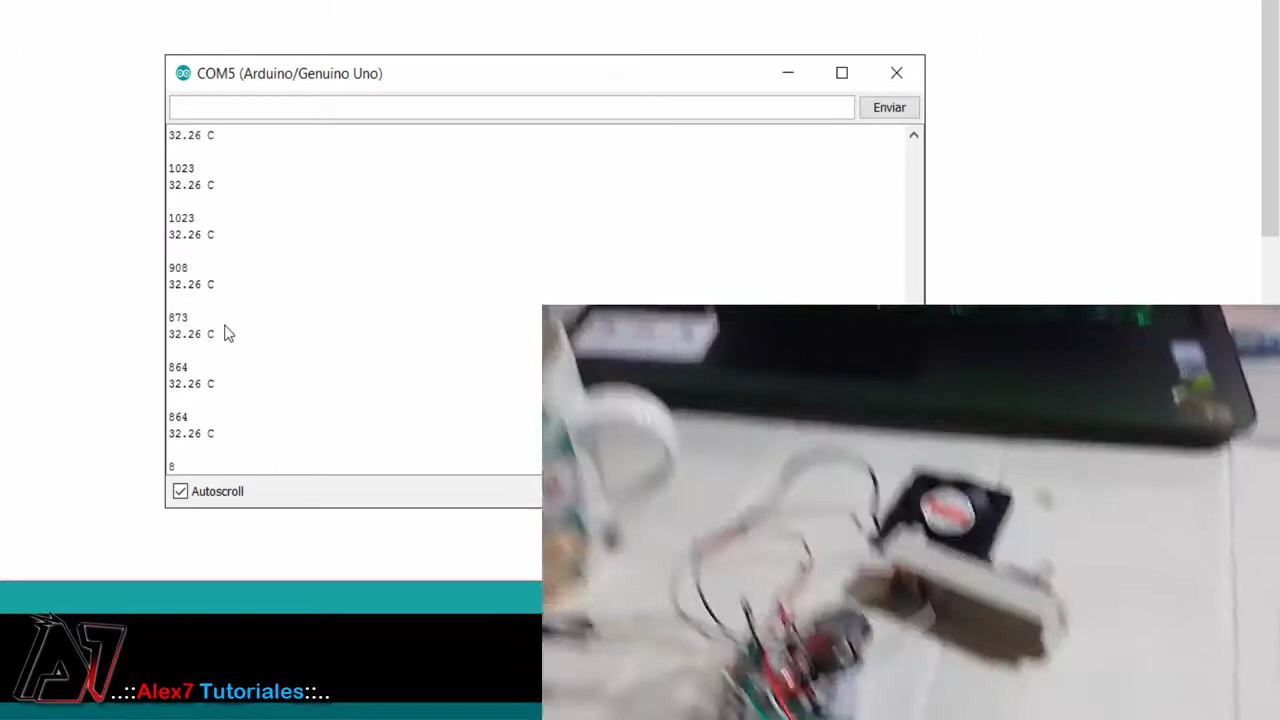 COM5 (Arduino/Genuino Uno)
Enviar
32.26 C
1023
32.26 C
1023
32.26 C
908
32.26 C
873
32.26 C
864
32.26 C
864
32.26 C
8
Autoscroll
A7
..::Alex7 Tutoriales::..